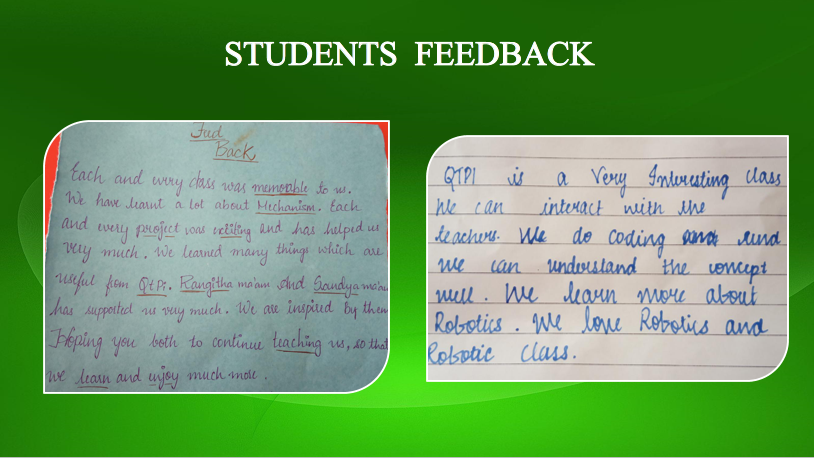 STUDENTS FEEDBACK
Feed
Back
Each and every class was memorable to us.
We have learnt a lot about Mechanism. Each
and every project was exciting and has helped us
very much. We learned many things which are
useful from QtPi. Rangitha ma'am and Sandya ma'am
has supported us very much. We are inspired by them
Hoping you both to continue teaching us, so that
we learn and enjoy much more.
QTPI is a Very Interesting class
We can interact with the
teachers. We do coding and
we can understand the concept
well. We learn more about
Robotics. We love Robotics and
Robotic class.